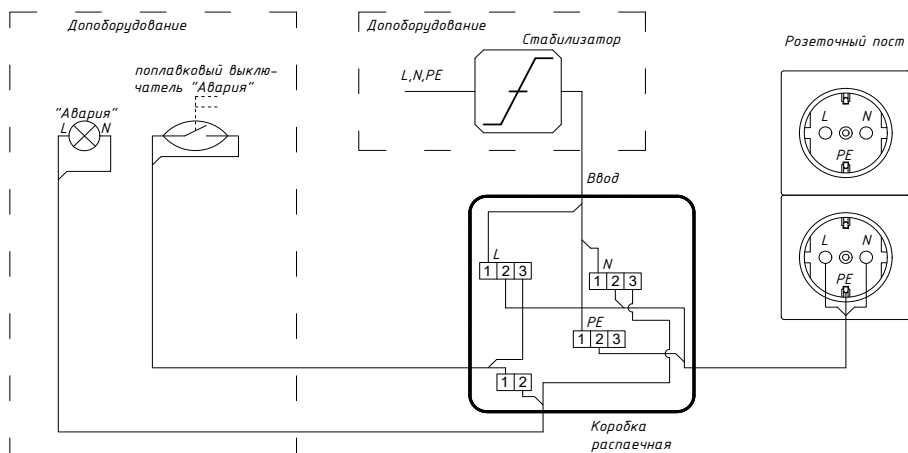 Допоборудование
Допоборудование
Стабилизатор
Розеточный пост
поплавковый выклю-
чатель "Авария"
L,N,PE
"Авария"
L N
L N
PE
Ввод
L
1 2 3
N
1 2 3
L N
PE
PE
1 2 3
1 2
Коробка
распаечная